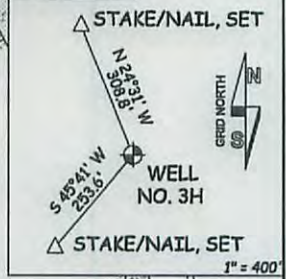 STAKE/NAIL, SET
N 24°31' W
308.8'
GRID NORTH
N
S
S 45°41' W
253.6'
WELL
NO. 3H
STAKE/NAIL, SET
1" = 400'